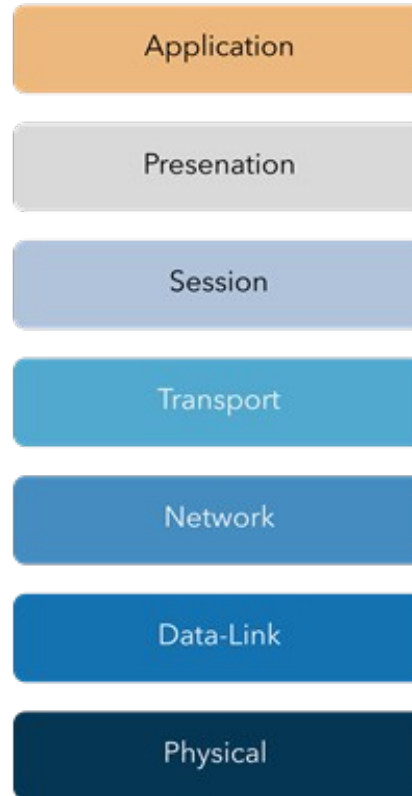 Application
Presenation
Session
Transport
Network
Data-Link
Physical